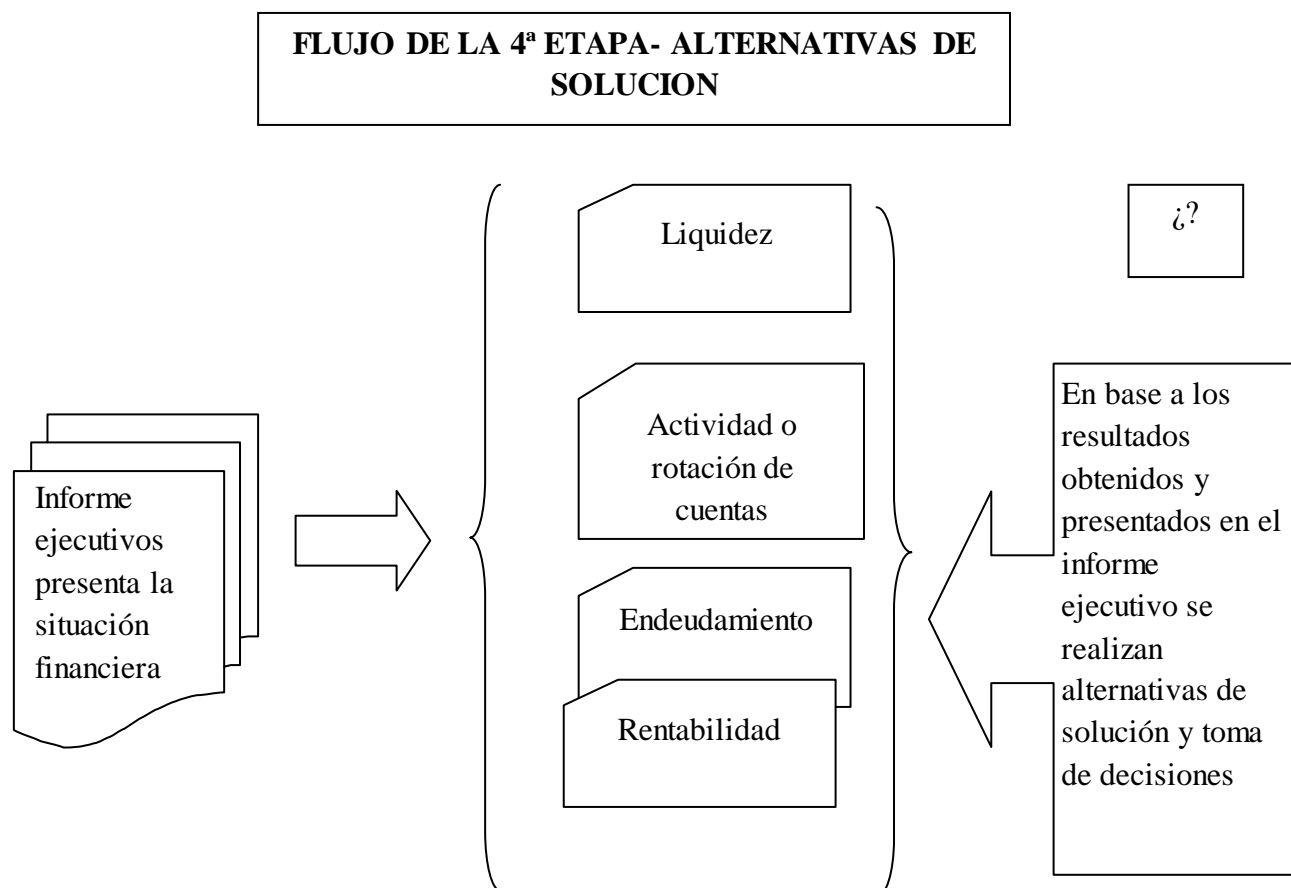 FLUJO DE LA 4ª ETAPA- ALTERNATIVAS DE
SOLUCION
Informe
ejecutivos
presenta la
situación
financiera
Liquidez
Actividad o
rotación de
cuentas
Endeudamiento
Rentabilidad
¿?
En base a los
resultados
obtenidos y
presentados en el
informe
ejecutivo se
realizan
alternativas de
solución y toma
de decisiones